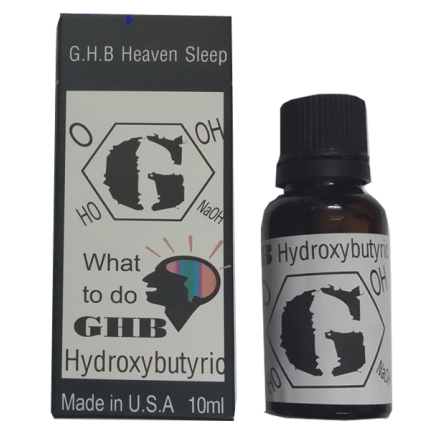 G.H.B Heaven Sleep
O
OH
G
HO
NaOH
What
to do
GHB
Hydroxybutyric
Made in U.S.A 10ml
B Hydroxybutyric
O
OH
G
HO
NaOH